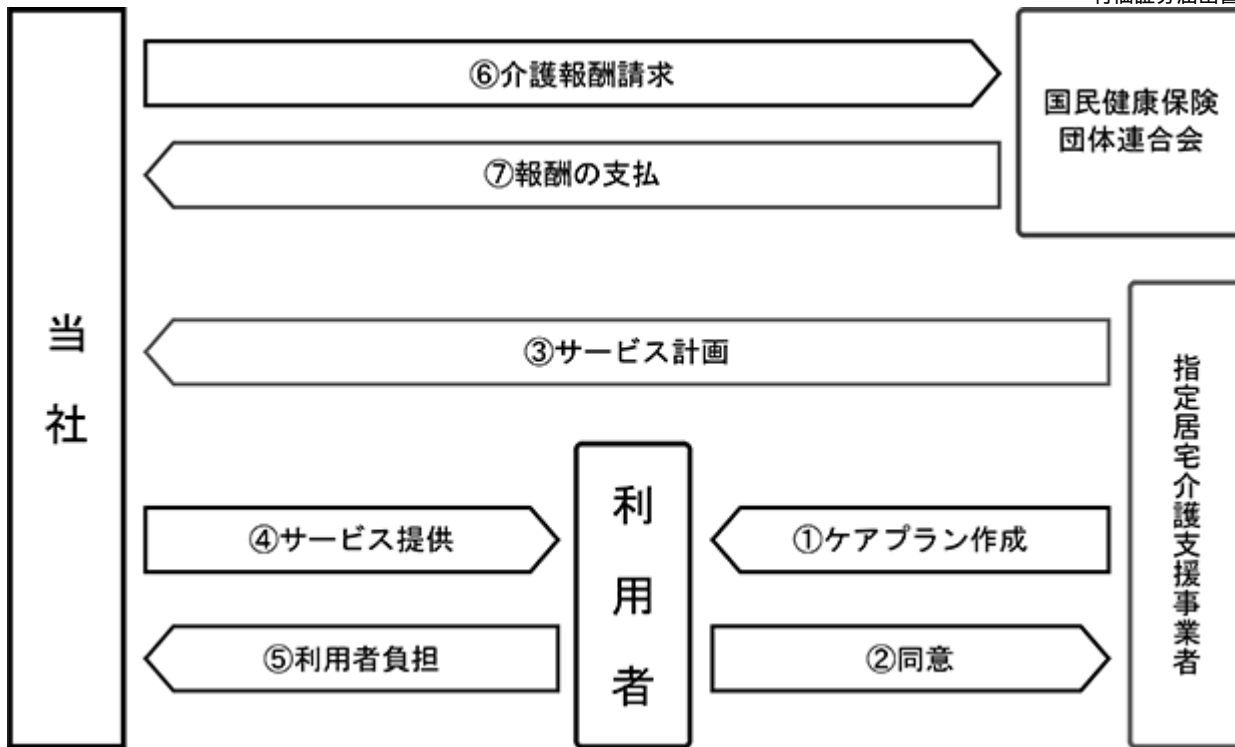 ⑥介護報酬請求
国民健康保険
団体連合会
⑦報酬の支払
当社
③サービス計画
指定居宅介護支援事業者
利用者
④サービス提供
①ケアプラン作成
⑤利用者負担
②同意